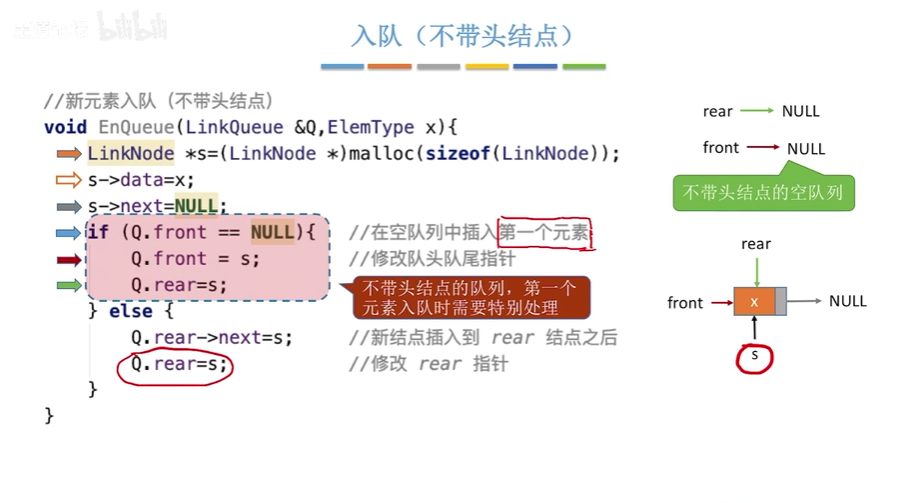 bilibili
入队（不带头结点）
//新元素入队（不带头结点）
void EnQueue(LinkQueue &Q,ElemType x){
LinkNode *s=(LinkNode *)malloc(sizeof(LinkNode));
s->data=x;
s->next=NULL;
if (Q.front == NULL){ //在空队列中插入第一个元素
Q.front = s; //修改队头队尾指针
Q.rear=s;
} else {
Q.rear->next=s; //新结点插入到 rear 结点之后
Q.rear=s; //修改 rear 指针
}
}
不带头结点的队列，第一个
元素入队时需要特别处理
rear NULL
front NULL
不带头结点的空队列
rear
front x NULL
s